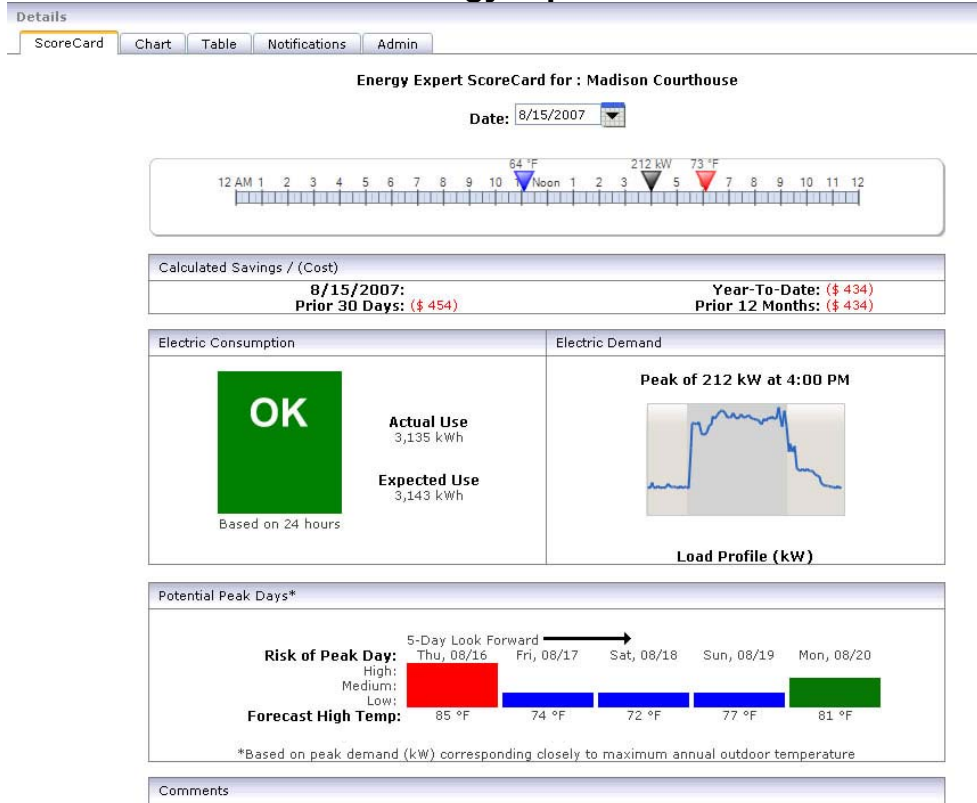 Details
ScoreCard Chart Table Notifications Admin
Energy Expert ScoreCard for : Madison Courthouse
Date: 8/15/2007
64 °F 212 kW 73 °F
12 AM 1 2 3 4 5 6 7 8 9 10 Noon 1 2 3 5 7 8 9 10 11 12
Calculated Savings / (Cost)
8/15/2007: Year-To-Date: ($ 434)
Prior 30 Days: ($ 454) Prior 12 Months: ($ 434)
Electric Consumption Electric Demand
Peak of 212 kW at 4:00 PM
OK
Actual Use
3,135 kWh
Expected Use
3,143 kWh
Based on 24 hours
Load Profile (kW)
Potential Peak Days*
5-Day Look Forward
Risk of Peak Day: Thu, 08/16 Fri, 08/17 Sat, 08/18 Sun, 08/19 Mon, 08/20
High:
Medium:
Low:
Forecast High Temp: 85 °F 74 °F 72 °F 77 °F 81 °F
*Based on peak demand (kW) corresponding closely to maximum annual outdoor temperature
Comments